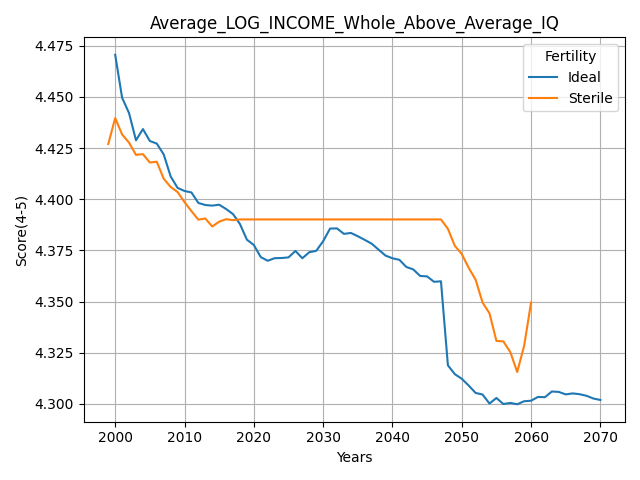 Average_LOG_INCOME_Whole_Above_Average_IQ
Fertility
Ideal
Sterile
Score(4-5)
4.475
4.450
4.425
4.400
4.375
4.350
4.325
4.300
2000 2010 2020 2030 2040 2050 2060 2070
Years